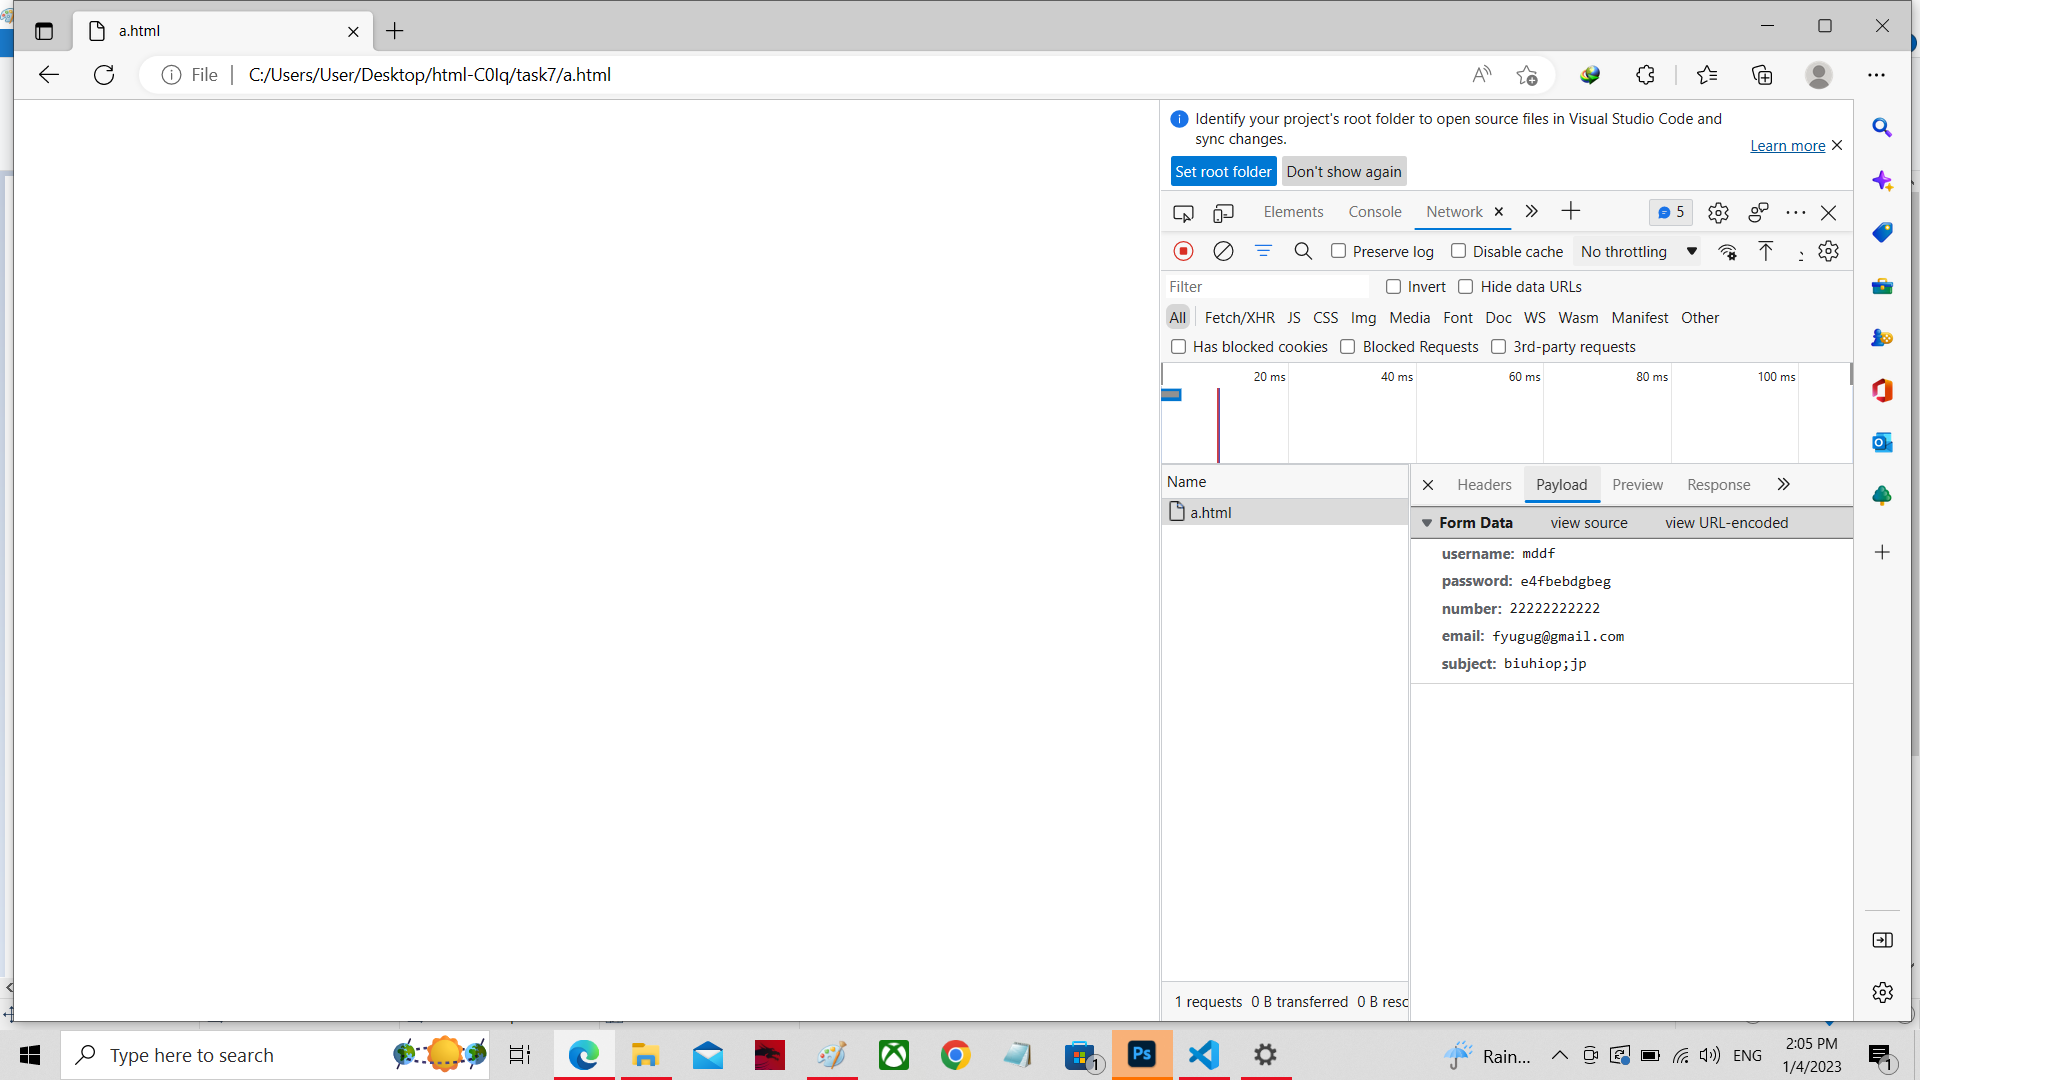 a.html
File
C:/Users/User/Desktop/html-C0lq/task7/a.html
Identify your project's root folder to open source files in Visual Studio Code and
sync changes.
Learn more
Set root folder Don't show again
Elements Console Network 5
Preserve log Disable cache No throttling
Filter Invert Hide data URLs
All Fetch/XHR JS CSS Img Media Font Doc WS Wasm Manifest Other
Has blocked cookies Blocked Requests 3rd-party requests
20 ms 40 ms 60 ms 80 ms 100 ms
Name
a.html
Headers Payload Preview Response
Form Data view source view URL-encoded
username: mddf
password: e4fbebdgbeg
number: 22222222222
email: fyugug@gmail.com
subject: biuhiop;jp
1 requests 0 B transferred 0 B resc
Type here to search
1
Ps
Rain...
ENG
2:05 PM
1/4/2023
1